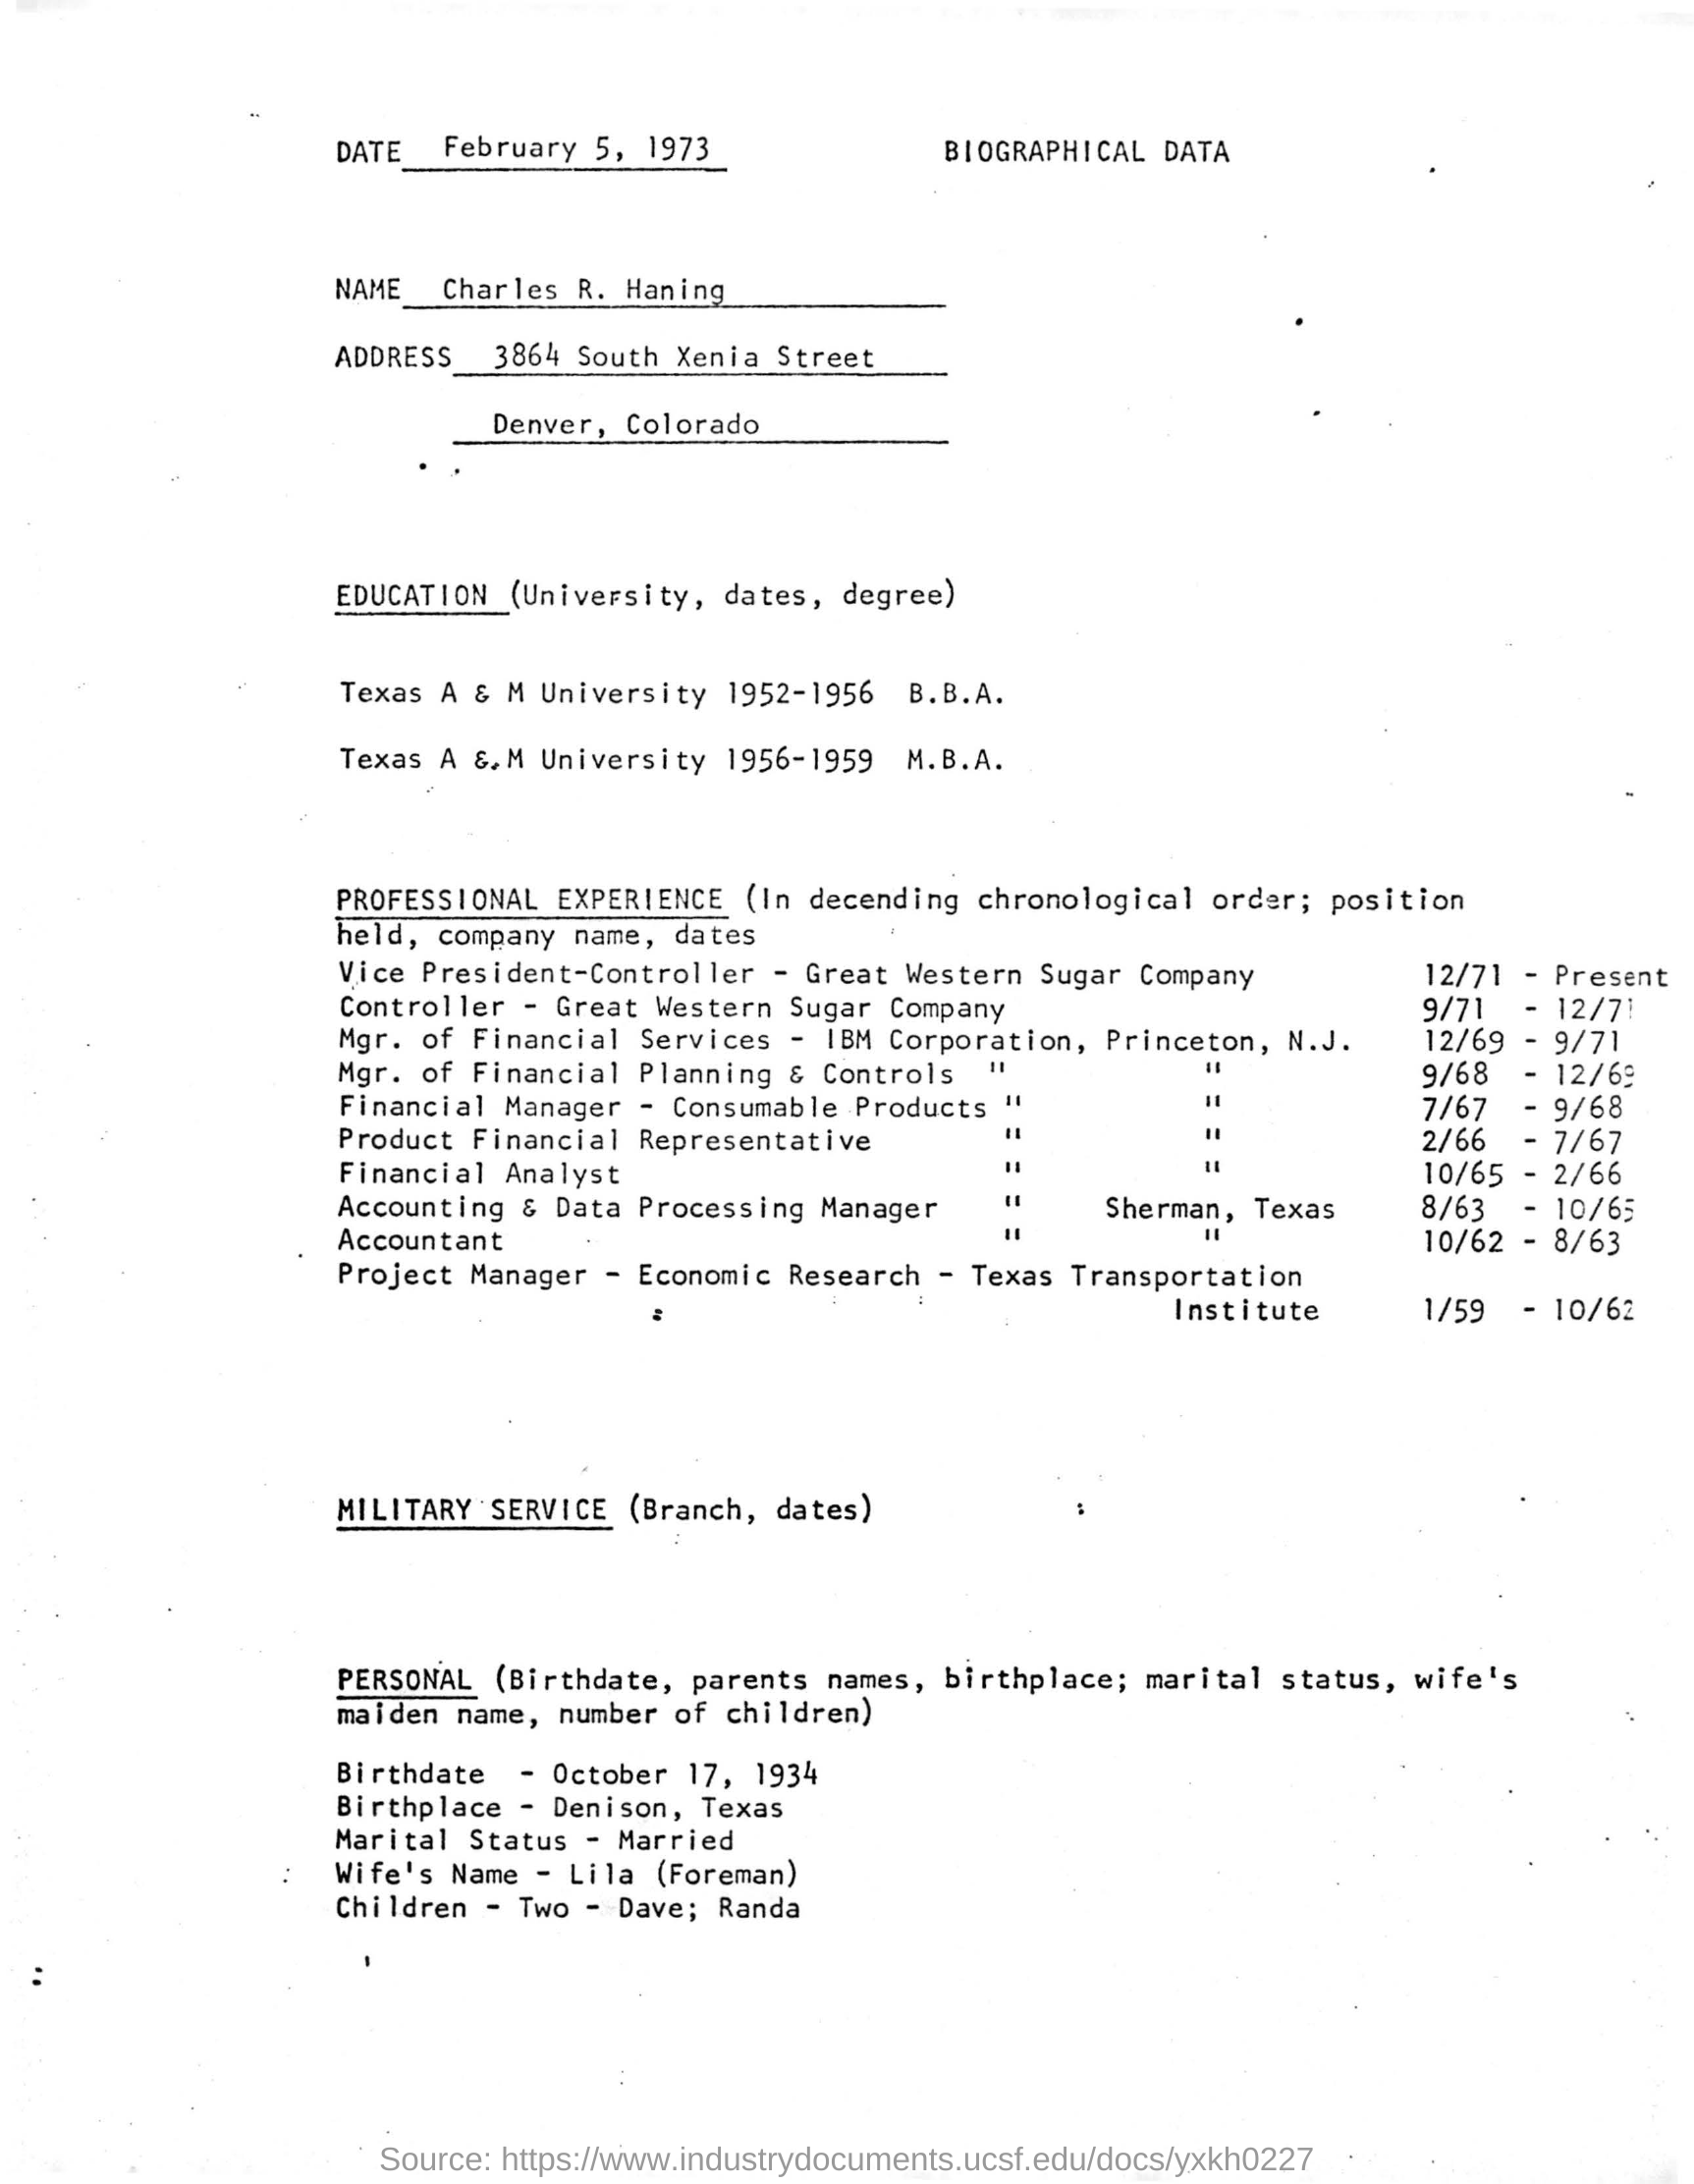 DATE February 5, 1973 BIOGRAPHICAL DATA
NAME Charles R. Haning
ADDRESS 3864 South Xenia Street
Denver, Colorado
EDUCATION (University, dates, degree)
Texas A & M University 1952-1956 B.B.A.
Texas A & M University 1956-1959 M.B.A.
PROFESSIONAL EXPERIENCE (In decending chronological order; position
held, company name, dates
Vice President-Controller - Great Western Sugar Company 12/71 - Present
Controller - Great Western Sugar Company 9/71 - 12/71
Mgr. of Financial Services - IBM Corporation, Princeton, N.J. 12/69 - 9/71
Mgr. of Financial Planning & Controls " " 9/68 - 12/69
Financial Manager - Consumable Products " " 7/67 - 9/68
Product Financial Representative " " 2/66 - 7/67
Financial Analyst " " 10/65 - 2/66
Accounting & Data Processing Manager " Sherman, Texas 8/63 - 10/65
Accountant " " 10/62 - 8/63
Project Manager - Economic Research - Texas Transportation
Institute 1/59 - 10/62
MILITARY SERVICE (Branch, dates)
PERSONAL (Birthdate, parents names, birthplace; marital status, wife's
maiden name, number of children)
Birthdate - October 17, 1934
Birthplace - Denison, Texas
Marital Status - Married
Wife's Name - Lila (Foreman)
Children - Two - Dave; Randa
Source: https://www.industrydocuments.ucsf.edu/docs/yxkh0227